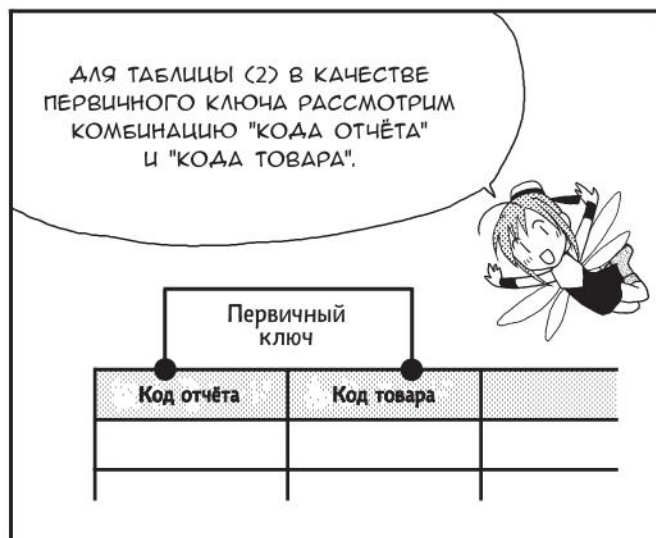 ДЛЯ ТАБЛИЦЫ (2) В КАЧЕСТВЕ
ПЕРВИЧНОГО КЛЮЧА РАССМОТРИМ
КОМБИНАЦИЮ "КОДА ОТЧЁТА"
И "КОДА ТОВАРА".
Первичный
ключ
Код отчёта Код товара